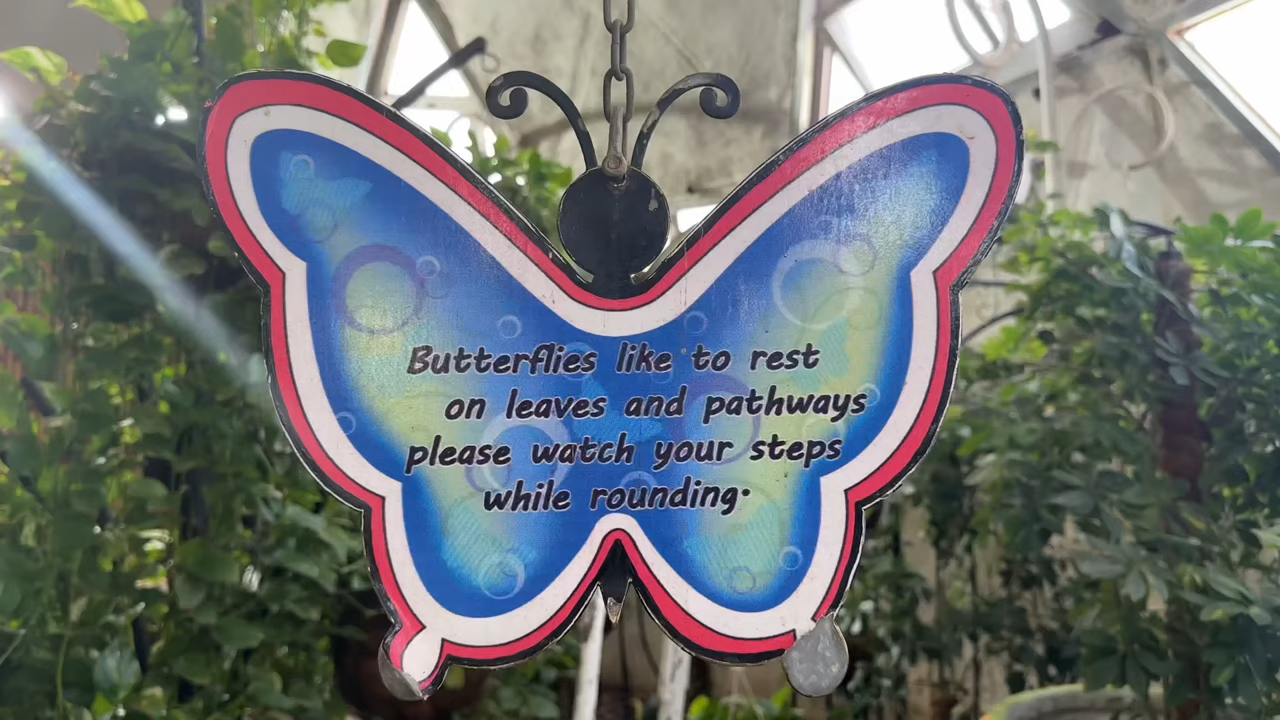 Butterflies like to rest
on leaves and pathways
please watch your steps
while rounding.